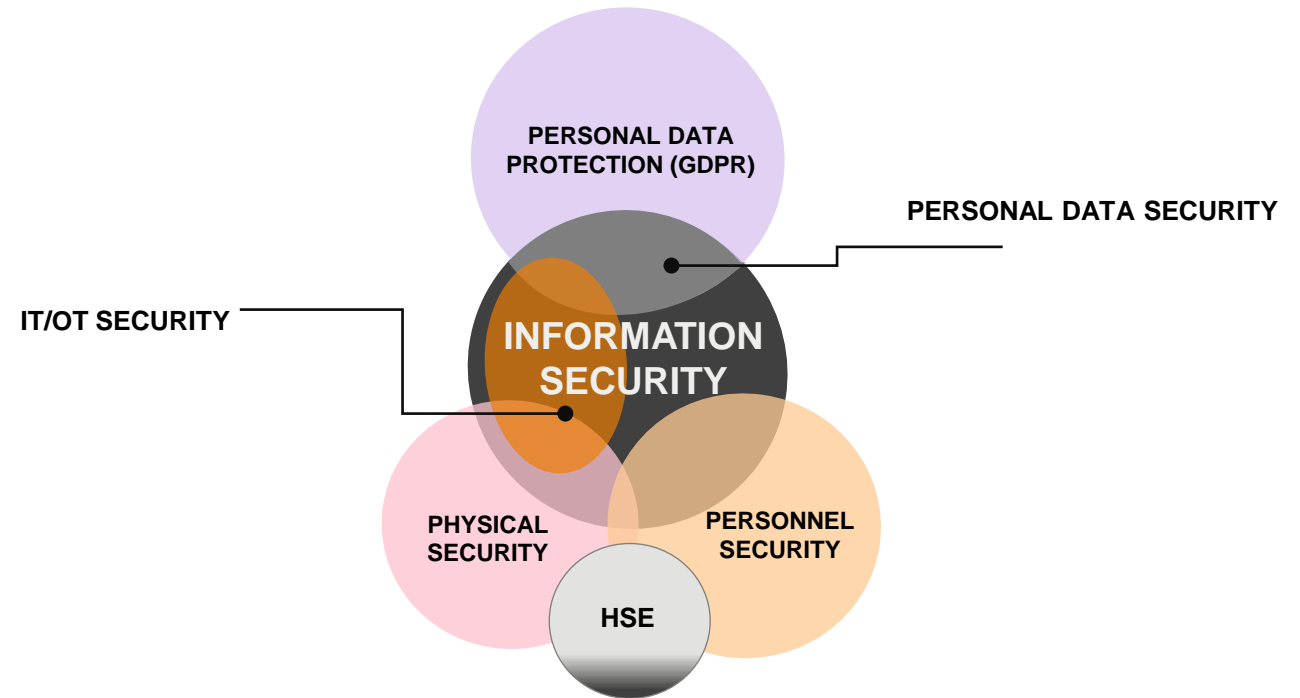 PERSONAL DATA
PROTECTION (GDPR)
PERSONAL DATA SECURITY
IT/OT SECURITY
INFORMATION
SECURITY
PHYSICAL
SECURITY
PERSONNEL
SECURITY
HSE